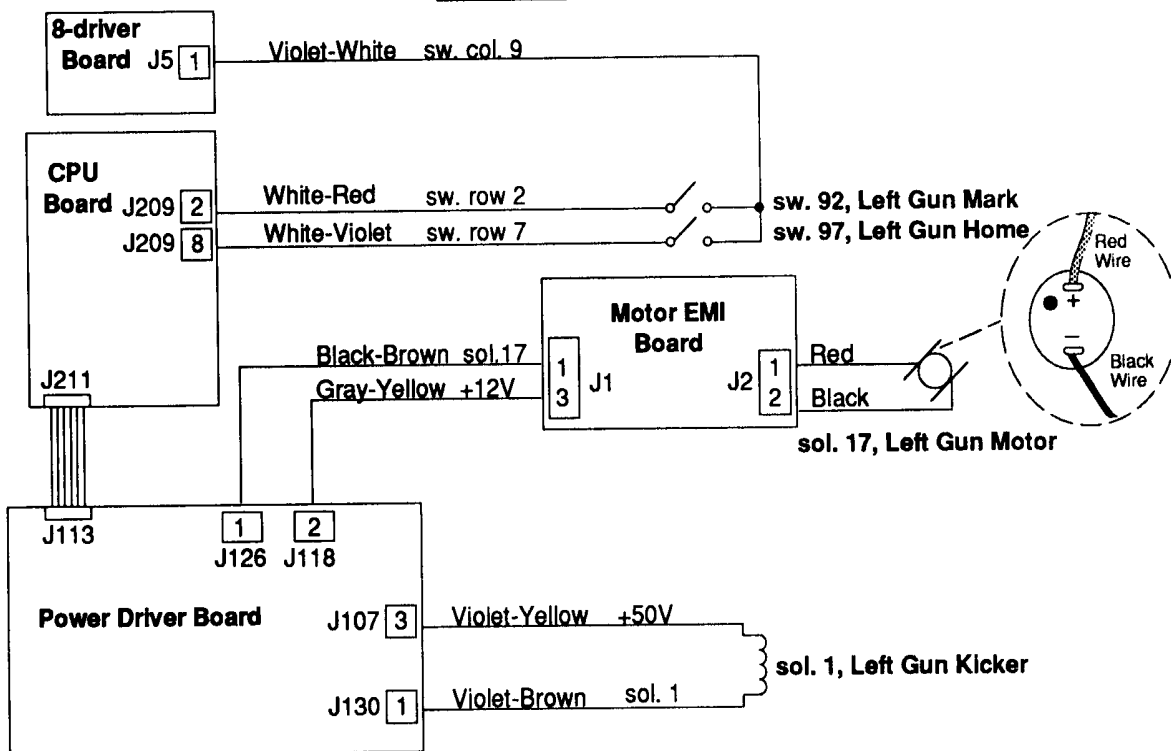 8-driver
Board J5 1
Violet-White sw. col. 9
CPU
Board J209 2
J209 8
White-Red sw. row 2
White-Violet sw. row 7
sw. 92, Left Gun Mark
sw. 97, Left Gun Home
Red
Wire
+
–
Black
Wire
Motor EMI
Board
Black-Brown sol.17
Gray-Yellow +12V
1
3
J1
J2
1
2
Red
Black
sol. 17, Left Gun Motor
J211
J113
1
J126
2
J118
Power Driver Board
J107 3
Violet-Yellow +50V
sol. 1, Left Gun Kicker
J130 1
Violet-Brown sol. 1